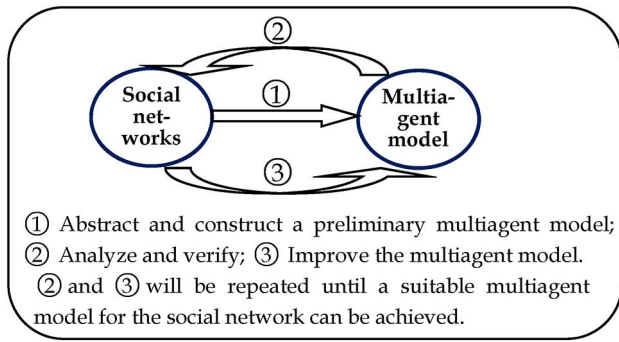 ②
Social
net-
works
①
Multia-
gent
model
③
① Abstract and construct a preliminary multiagent model;
② Analyze and verify; ③ Improve the multiagent model.
② and ③ will be repeated until a suitable multiagent
model for the social network can be achieved.